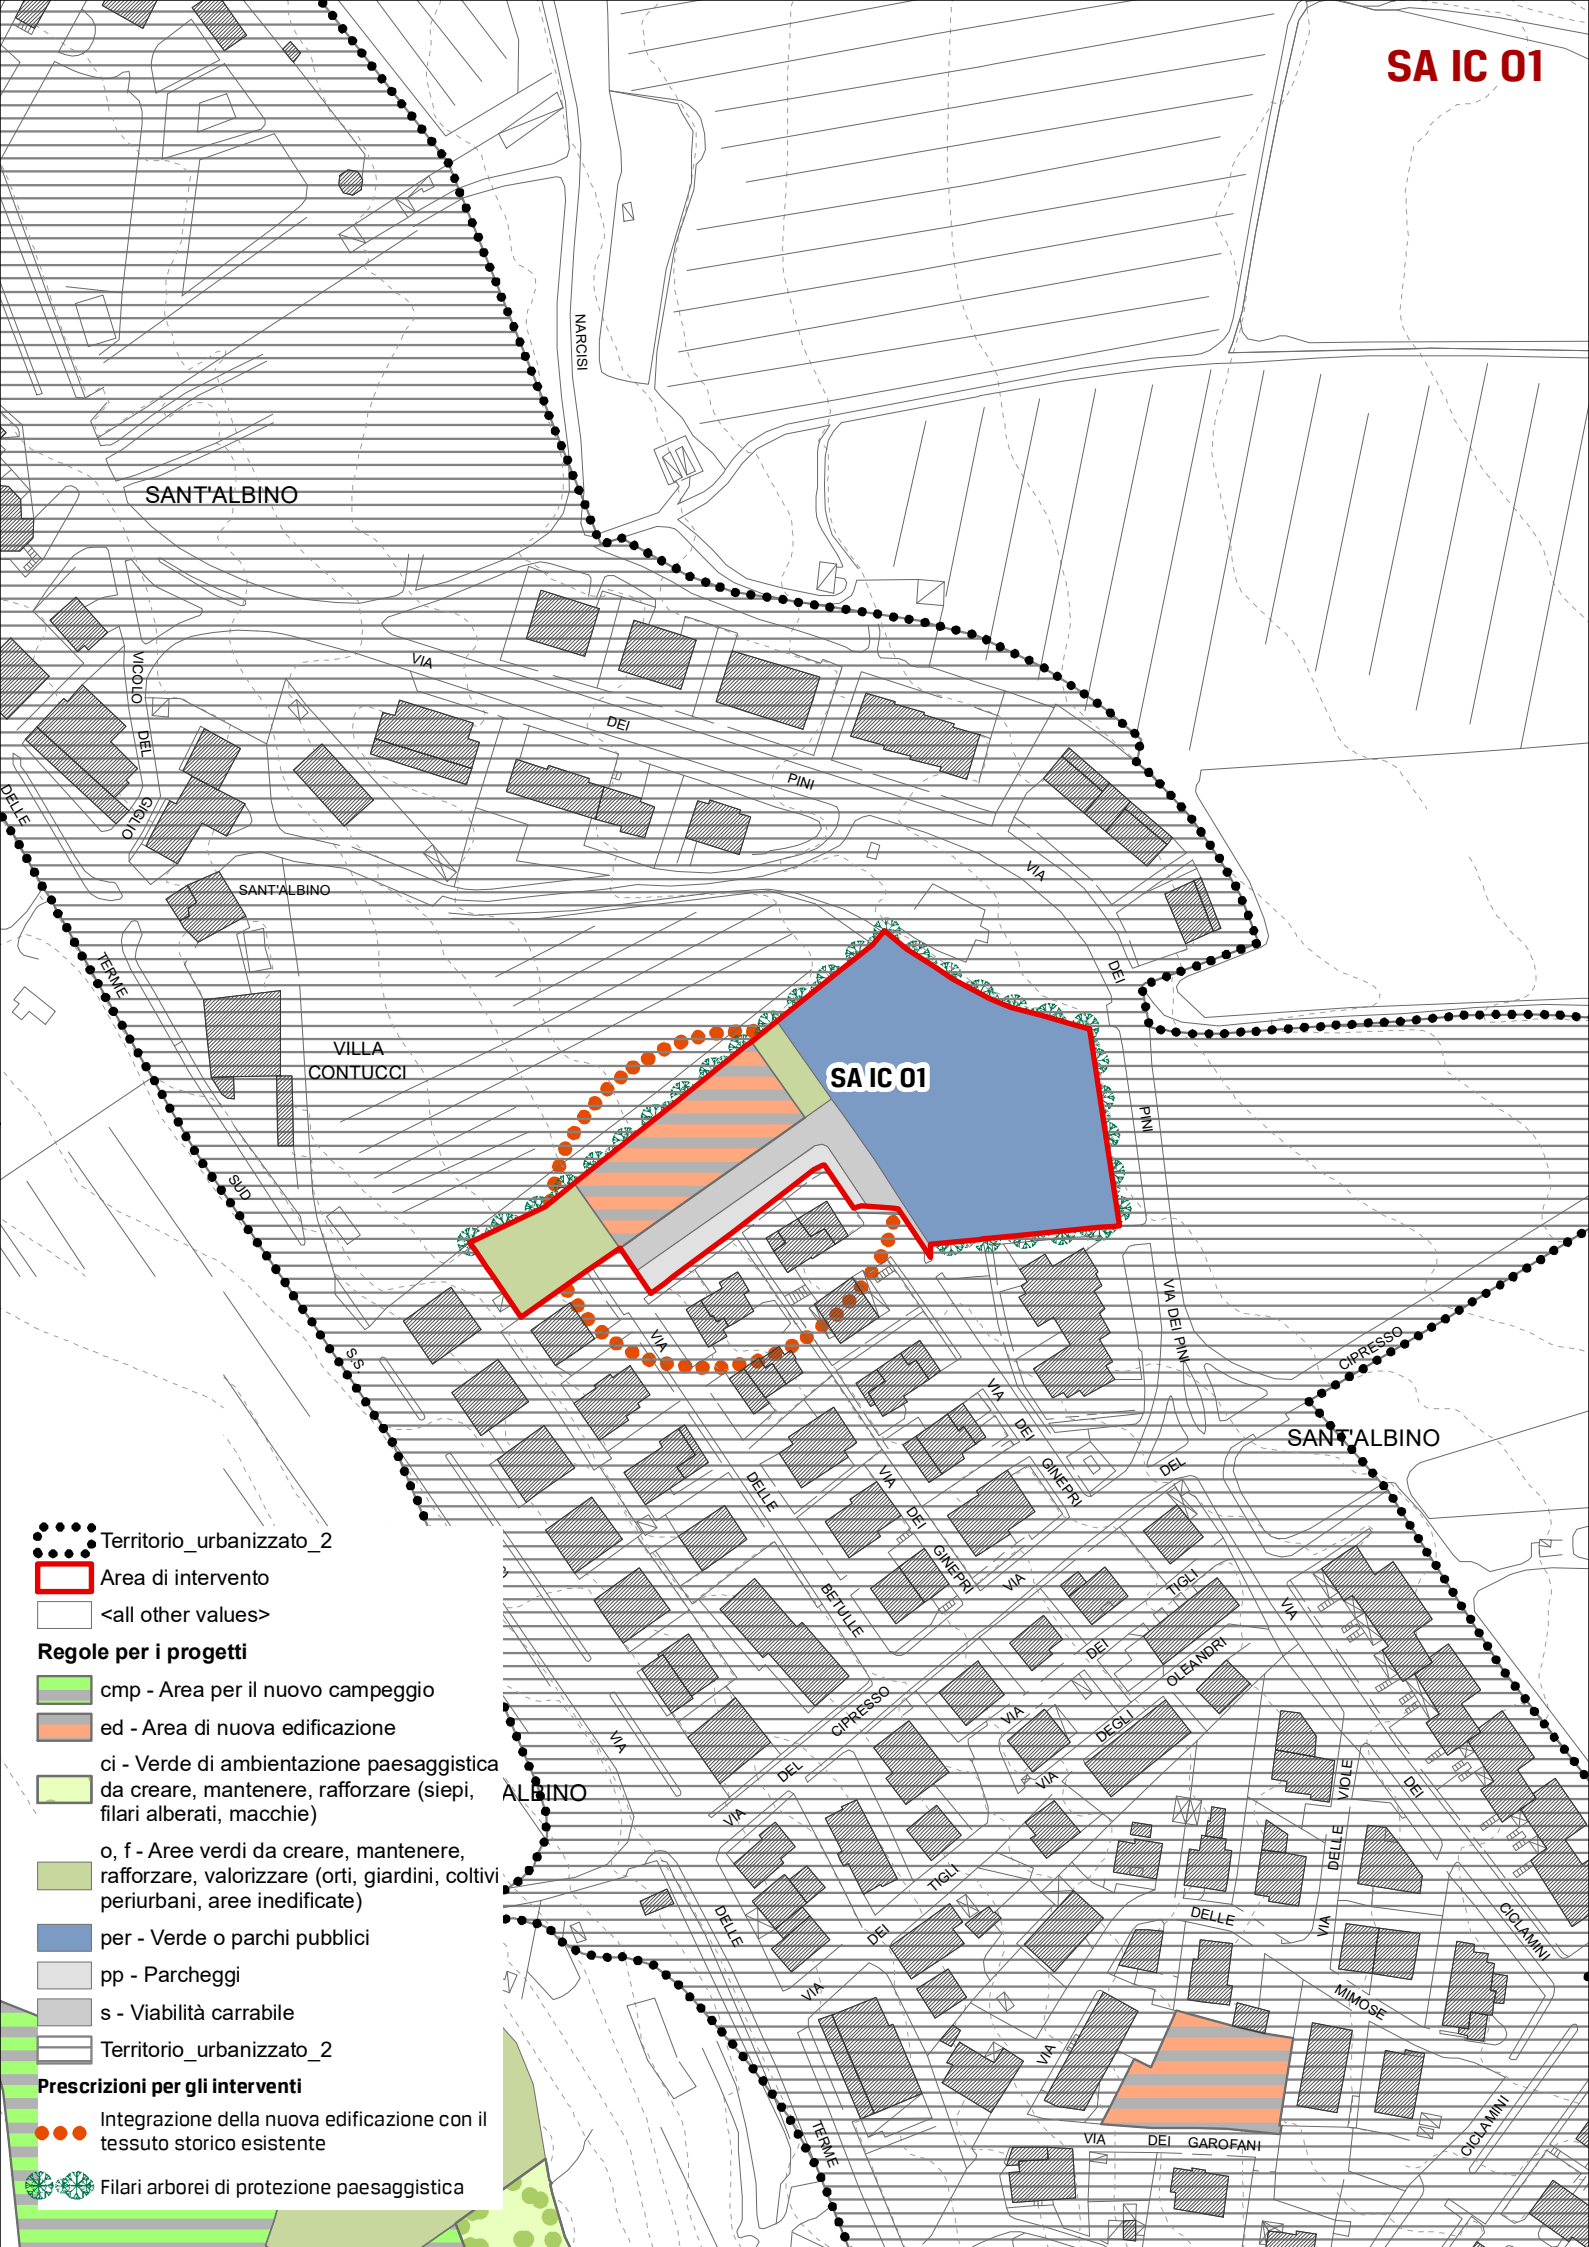 SA IC 01
NARCISI
SANT'ALBINO
VIA
DEI
PINI
VICOLO
DEL
GIGLIO
DELLE
TERME
SUD
S.S.
SANT'ALBINO
VILLA
CONTUCCI
VIA
DEI
PINI
SA IC 01
VIA DEI PINI
CIPRESSO
SANT'ALBINO
DEL
VIA
DELLE
BETULLE
VIA
DEI
GINEPRI
VIA
DEI
GINEPRI
VIA
DEI
TIGLI
VIA
DEGLI
OLEANDRI
VIA
DEL
CIPRESSO
VIA
VIA
DEI
CICLAMINI
VIA
DELLE
VIOLE
VIA
ALBINO
VIA
DEI
TIGLI
DELLE
TERME
DELLE
MIMOSE
VIA
VIA
DEI GAROFANI
CICLAMINI
Territorio_urbanizzato_2
Area di intervento
<all other values>
Regole per i progetti
cmp - Area per il nuovo campeggio
ed - Area di nuova edificazione
ci - Verde di ambientazione paesaggistica
da creare, mantenere, rafforzare (siepi,
filari alberati, macchie)
o, f - Aree verdi da creare, mantenere,
rafforzare, valorizzare (orti, giardini, coltivi
periurbani, aree inedificate)
per - Verde o parchi pubblici
pp - Parcheggi
s - Viabilità carrabile
Territorio_urbanizzato_2
Prescrizioni per gli interventi
Integrazione della nuova edificazione con il
tessuto storico esistente
Filari arborei di protezione paesaggistica